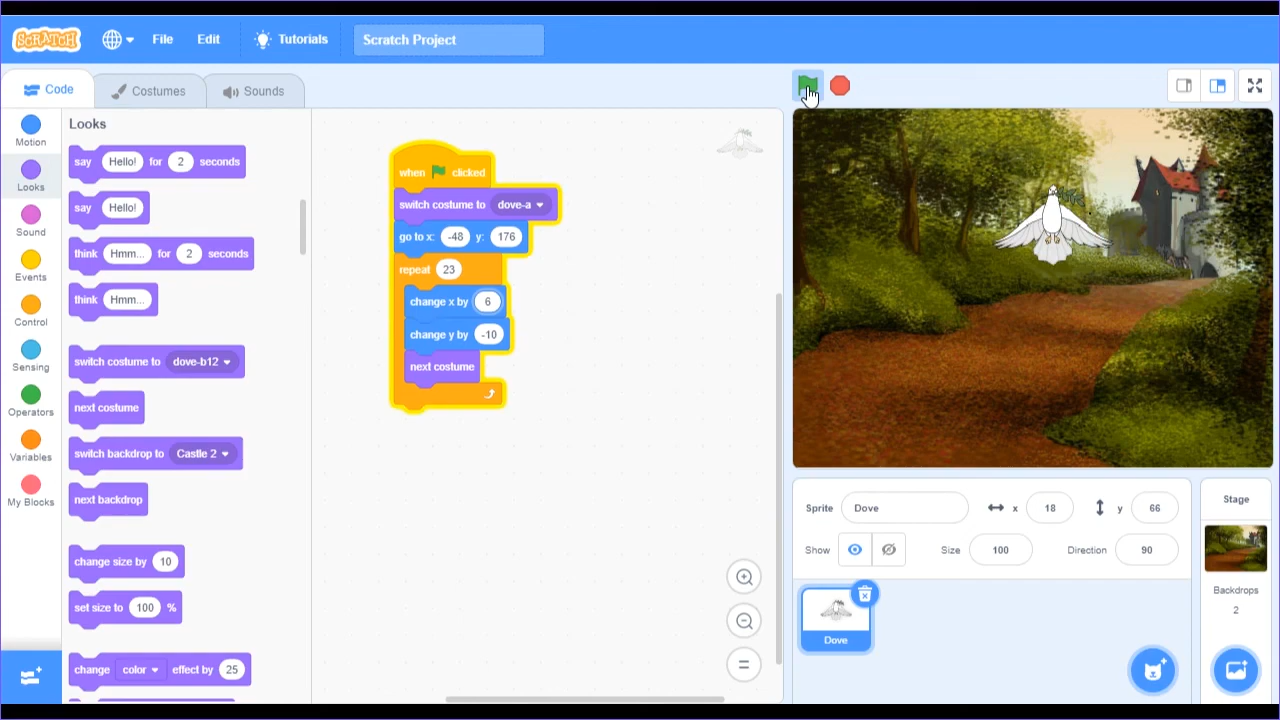 SCRATCH
File
Edit
Tutorials
Scratch Project
Code
Costumes
Sounds
Motion
Looks
Sound
Events
Control
Sensing
Operators
Variables
My Blocks
Looks
say Hello! for 2 seconds
say Hello!
think Hmm... for 2 seconds
think Hmm...
switch costume to dove-b12
next costume
switch backdrop to Castle 2
next backdrop
change size by 10
set size to 100 %
change color effect by 25
when clicked
switch costume to dove-a
go to x: -48 y: 176
repeat 23
change x by 6
change y by -10
next costume
Sprite Dove x 18 y 66
Show Size 100 Direction 90
Dove
Stage
Backdrops
2